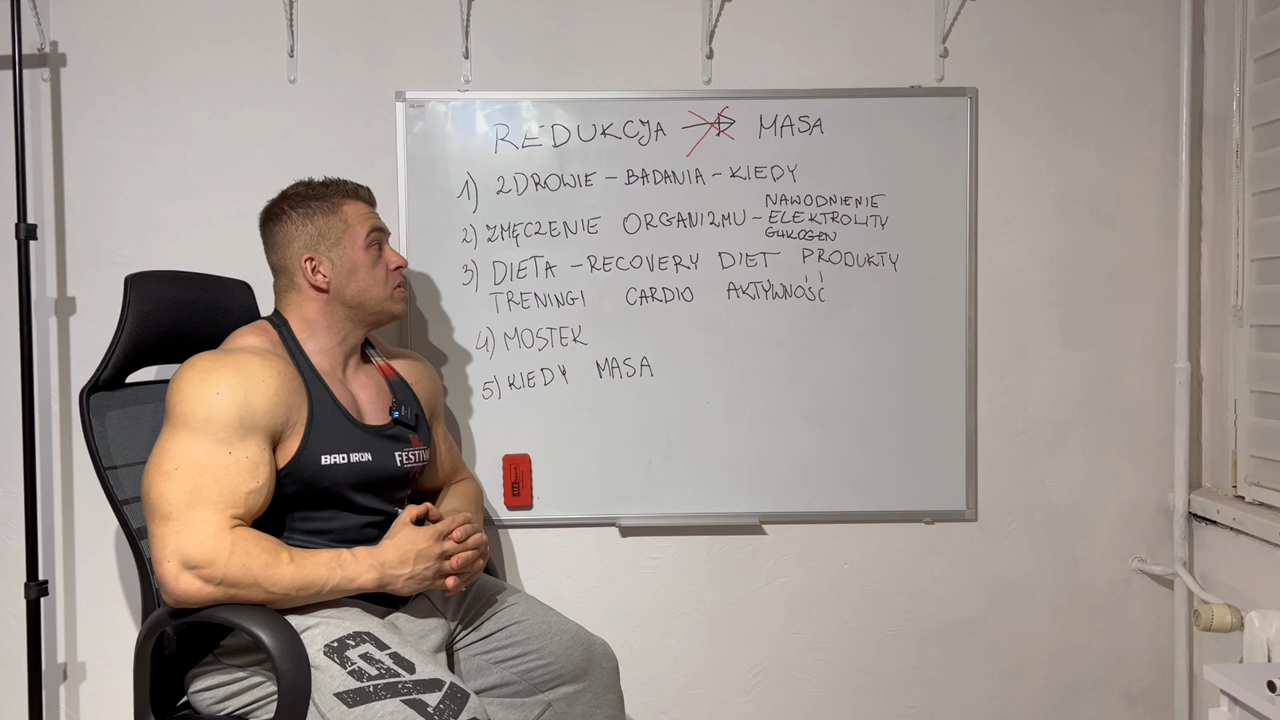 REDUKCJA → MASA
1) ZDROWIE - BADANIA - KIEDY
2) ZMĘCZENIE ORGANIZMU - NAWODNIENIE
ELEKTROLITY
GLIKOGEN
3) DIETA - RECOVERY DIET PRODUKTY
TRENINGI CARDIO AKTYWNOŚĆ
4) MOSTEK
5) KIEDY MASA
BAD IRON
FESTIW